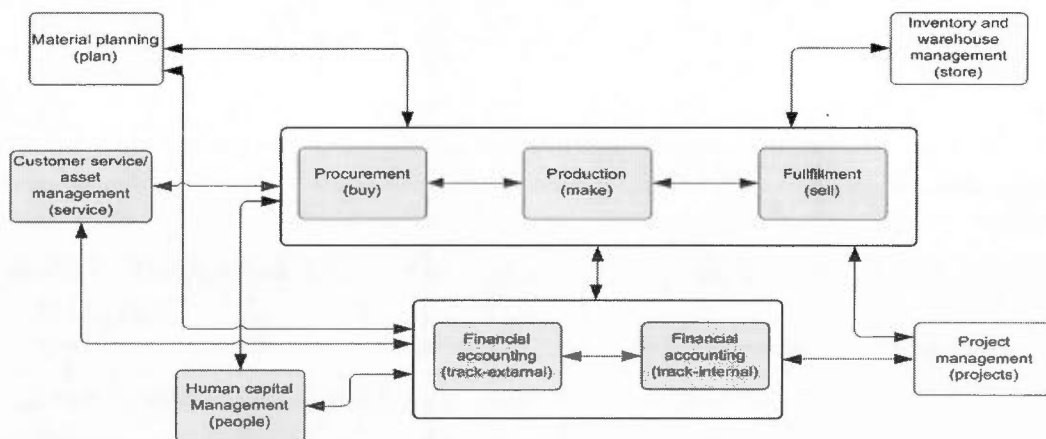 Material planning
(plan)
Inventory and
warehouse
management
(store)
Customer service/
asset
management
(service)
Procurement
(buy)
Production
(make)
Fullfillment
(sell)
Financial
accounting
(track-external)
Financial
accounting
(track-internal)
Project
management
(projects)
Human capital
Management
(people)